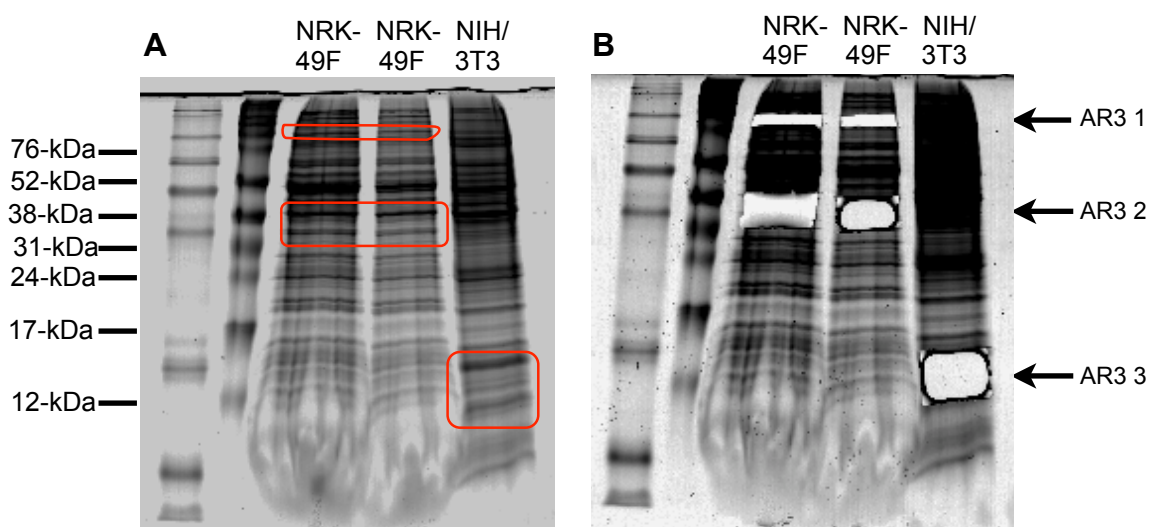 A
NRK-
49F
NRK-
49F
NIH/
3T3
76-kDa
52-kDa
38-kDa
31-kDa
24-kDa
17-kDa
12-kDa
B
NRK-
49F
NRK-
49F
NIH/
3T3
AR3 1
AR3 2
AR3 3